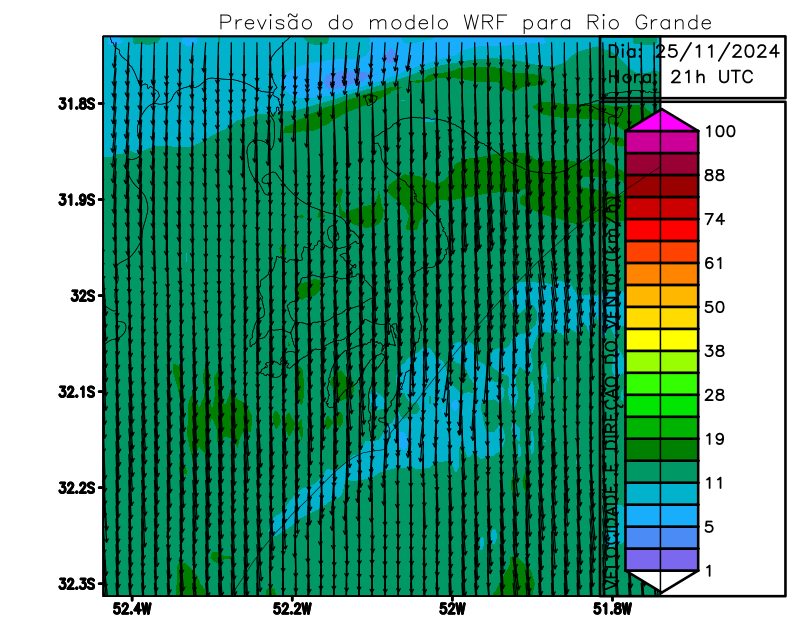 Previsão do modelo WRF para Rio Grande
Dia: 25/11/2024
Hora: 21h UTC
31.8S
31.9S
32S
32.1S
32.2S
32.3S
52.4W
52.2W
52W
51.8W
VELOCIDADE E DIREÇÃO DO VENTO (km/h)
100
88
74
61
50
38
28
19
11
5
1